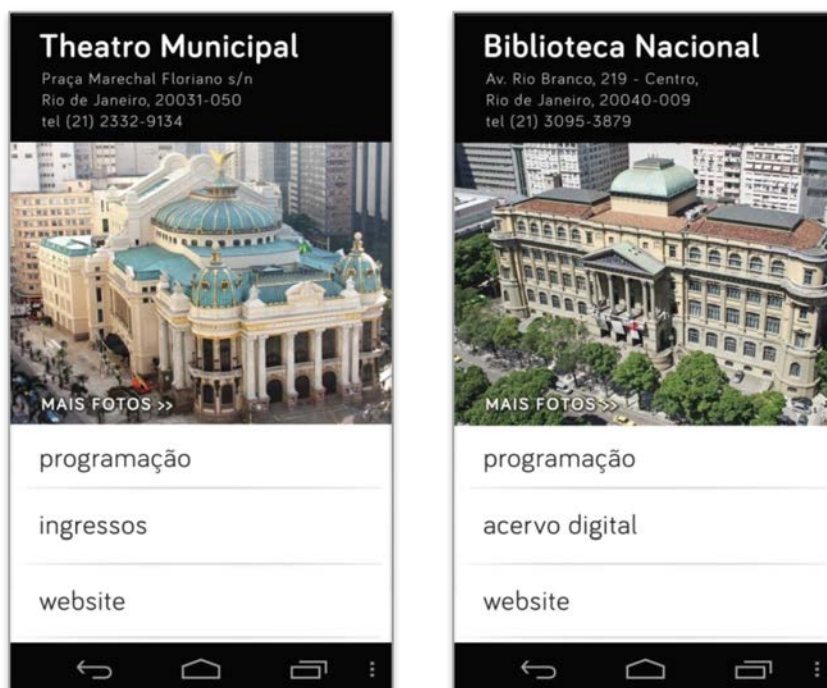 Theatro Municipal
Praça Marechal Floriano s/n
Rio de Janeiro, 20031-050
tel (21) 2332-9134
MAIS FOTOS >>
programação
ingressos
website
Biblioteca Nacional
Av. Rio Branco, 219 - Centro,
Rio de Janeiro, 20040-009
tel (21) 3095-3879
MAIS FOTOS >>
programação
acervo digital
website